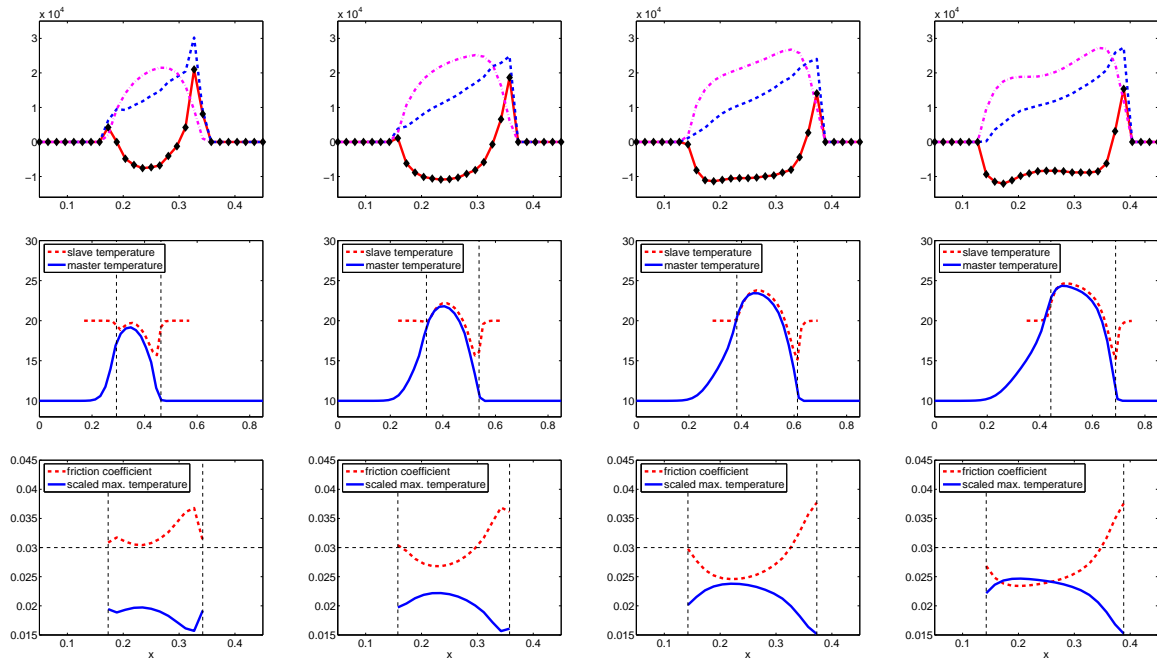 x 10⁴ x 10⁴ x 10⁴ x 10⁴
3 3 3 3
2 2 2 2
1 1 1 1
0 0 0 0
−1 −1 −1 −1
0.1 0.2 0.3 0.4 0.1 0.2 0.3 0.4 0.1 0.2 0.3 0.4 0.1 0.2 0.3 0.4
30 30 30 30
slave temperature slave temperature slave temperature slave temperature
master temperature master temperature master temperature master temperature
25 25 25 25
20 20 20 20
15 15 15 15
10 10 10 10
0 0.2 0.4 0.6 0.8 0 0.2 0.4 0.6 0.8 0 0.2 0.4 0.6 0.8 0 0.2 0.4 0.6 0.8
0.045 0.045 0.045 0.045
friction coefficient friction coefficient friction coefficient friction coefficient
scaled max. temperature scaled max. temperature scaled max. temperature scaled max. temperature
0.04 0.04 0.04 0.04
0.035 0.035 0.035 0.035
0.03 0.03 0.03 0.03
0.025 0.025 0.025 0.025
0.02 0.02 0.02 0.02
0.015 0.015 0.015 0.015
0.1 0.2 0.3 0.4 0.1 0.2 0.3 0.4 0.1 0.2 0.3 0.4 0.1 0.2 0.3 0.4
x x x x